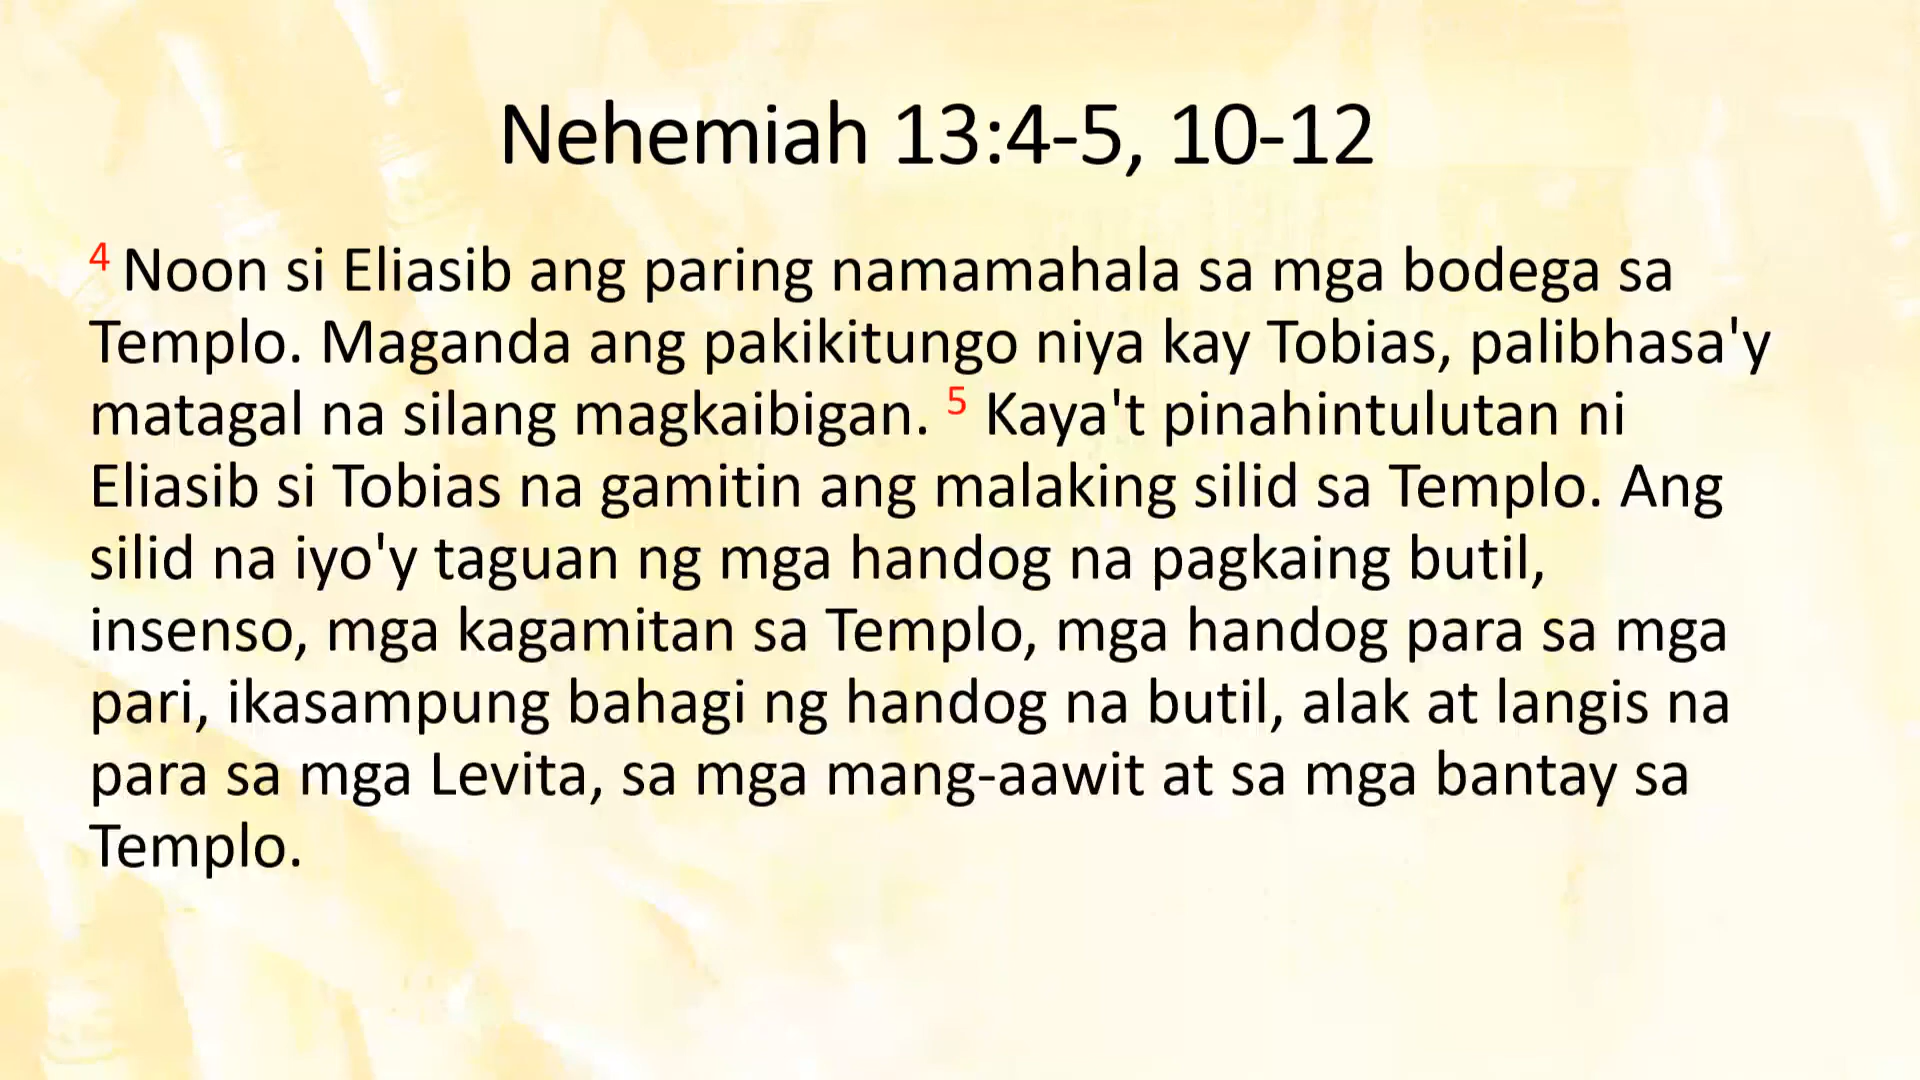 Nehemiah 13:4-5, 10-12
4 Noon si Eliasib ang paring namamahala sa mga bodega sa
Templo. Maganda ang pakikitungo niya kay Tobias, palibhasa'y
matagal na silang magkaibigan. 5 Kaya't pinahintulutan ni
Eliasib si Tobias na gamitin ang malaking silid sa Templo. Ang
silid na iyo'y taguan ng mga handog na pagkaing butil,
insenso, mga kagamitan sa Templo, mga handog para sa mga
pari, ikasampung bahagi ng handog na butil, alak at langis na
para sa mga Levita, sa mga mang-aawit at sa mga bantay sa
Templo.